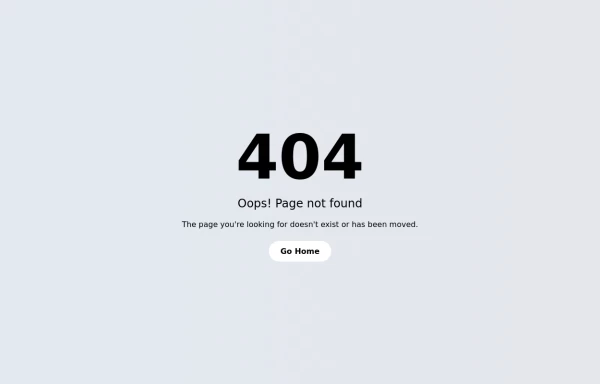 404
Oops! Page not found
The page you're looking for doesn't exist or has been moved.
Go Home